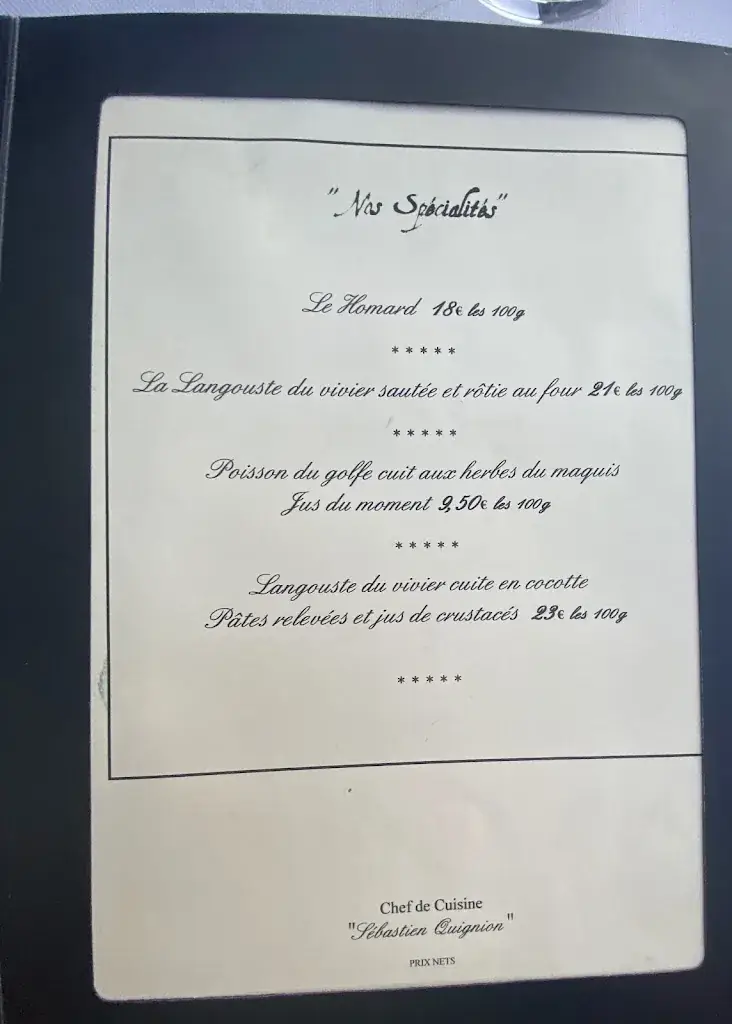 "Nos Spécialités"
Le Homard 18€ les 100g
*****
La Langouste du vivier sautée et rôtie au four 21€ les 100g
*****
Poisson du golfe cuit aux herbes du maquis
Jus du moment 9,50€ les 100g
*****
Langouste du vivier cuite en cocotte
Pâtes relevées et jus de crustacés 23€ les 100g
*****
Chef de Cuisine
"Sébastien Quignion"
PRIX NETS